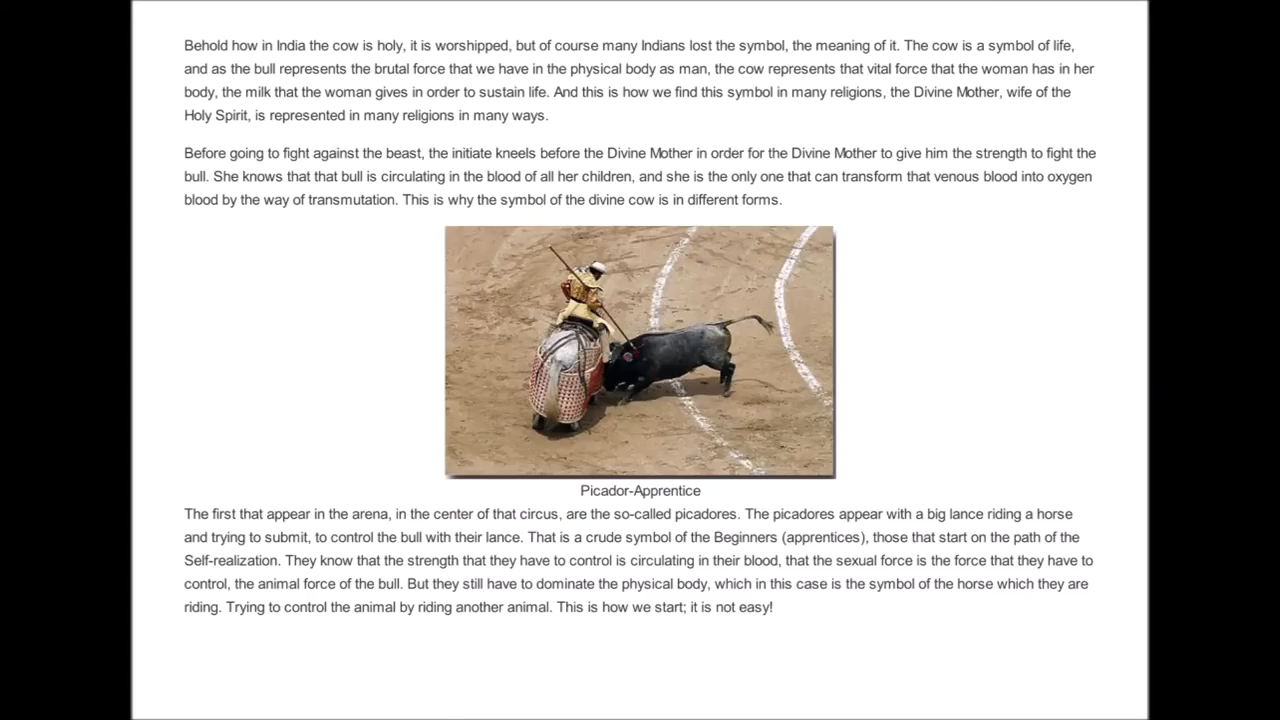 Behold how in India the cow is holy, it is worshipped, but of course many Indians lost the symbol, the meaning of it. The cow is a symbol of life,
and as the bull represents the brutal force that we have in the physical body as man, the cow represents that vital force that the woman has in her
body, the milk that the woman gives in order to sustain life. And this is how we find this symbol in many religions, the Divine Mother, wife of the
Holy Spirit, is represented in many religions in many ways.
Before going to fight against the beast, the initiate kneels before the Divine Mother in order for the Divine Mother to give him the strength to fight the
bull. She knows that that bull is circulating in the blood of all her children, and she is the only one that can transform that venous blood into oxygen
blood by the way of transmutation. This is why the symbol of the divine cow is in different forms.
Picador-Apprentice
The first that appear in the arena, in the center of that circus, are the so-called picadores. The picadores appear with a big lance riding a horse
and trying to submit, to control the bull with their lance. That is a crude symbol of the Beginners (apprentices), those that start on the path of the
Self-realization. They know that the strength that they have to control is circulating in their blood, that the sexual force is the force that they have to
control, the animal force of the bull. But they still have to dominate the physical body, which in this case is the symbol of the horse which they are
riding. Trying to control the animal by riding another animal. This is how we start; it is not easy!